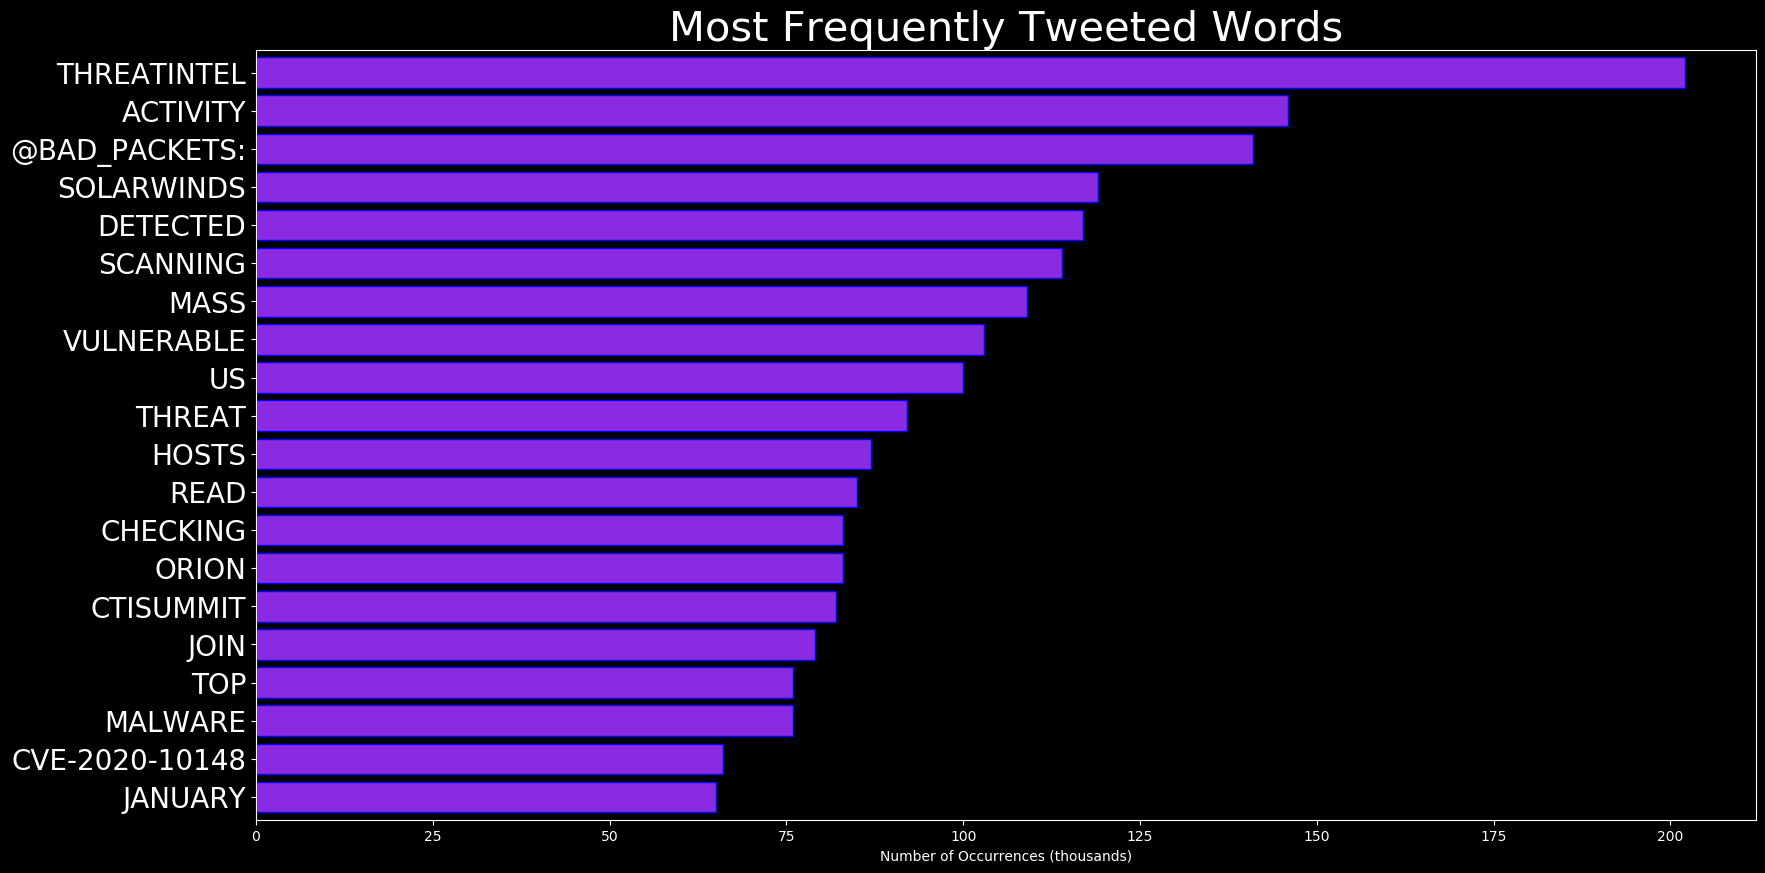 Most Frequently Tweeted Words
THREATINTEL
ACTIVITY
@BAD_PACKETS:
SOLARWINDS
DETECTED
SCANNING
MASS
VULNERABLE
US
THREAT
HOSTS
READ
CHECKING
ORION
CTISUMMIT
JOIN
TOP
MALWARE
CVE-2020-10148
JANUARY
0 25 50 75 100 125 150 175 200
Number of Occurrences (thousands)